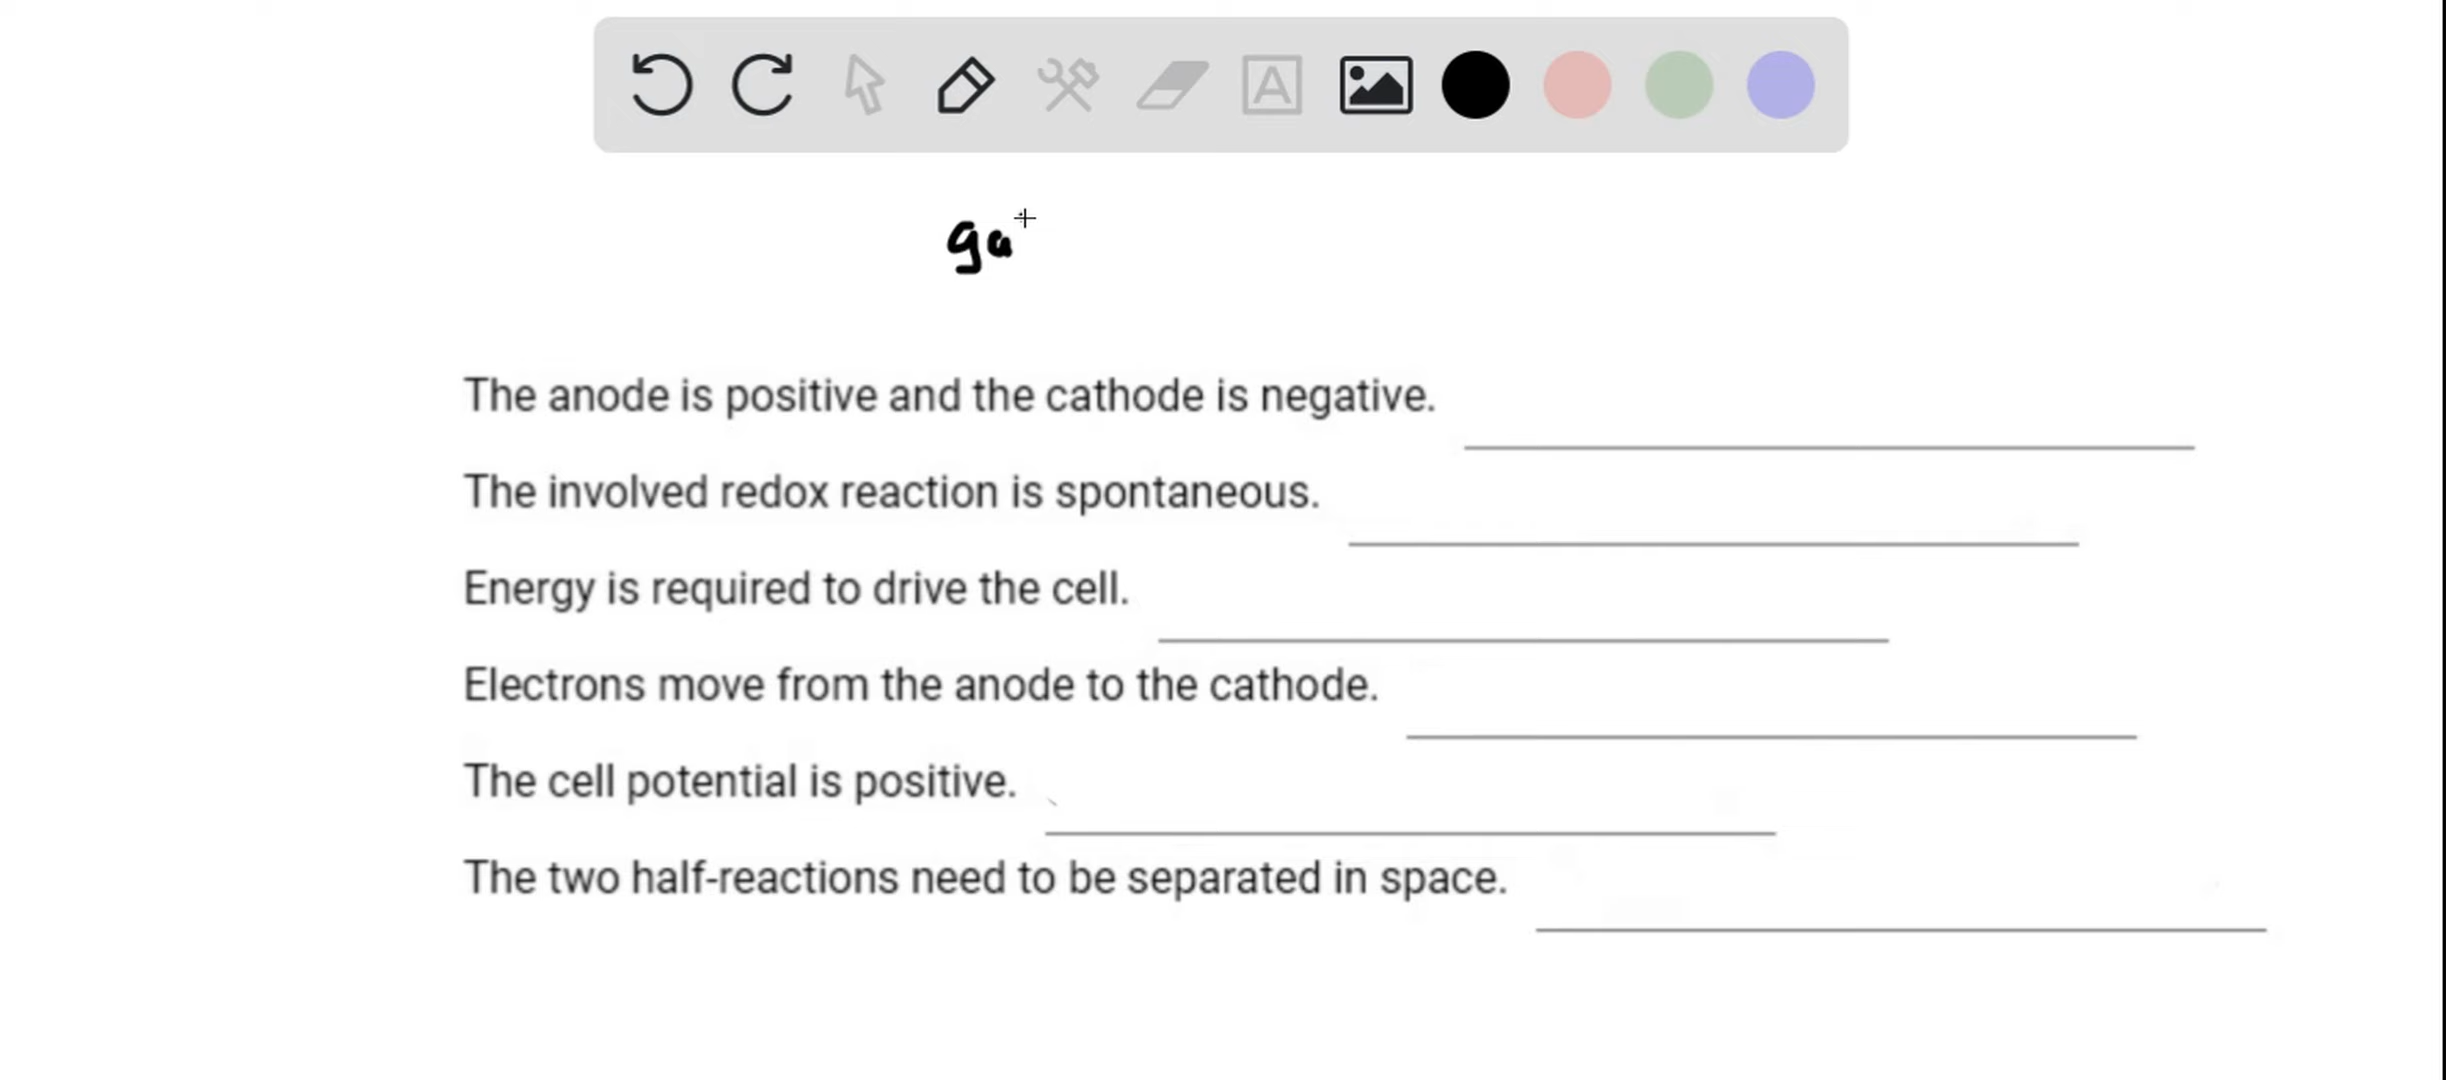 A
ga
The anode is positive and the cathode is negative.
The involved redox reaction is spontaneous.
Energy is required to drive the cell.
Electrons move from the anode to the cathode.
The cell potential is positive.
The two half-reactions need to be separated in space.